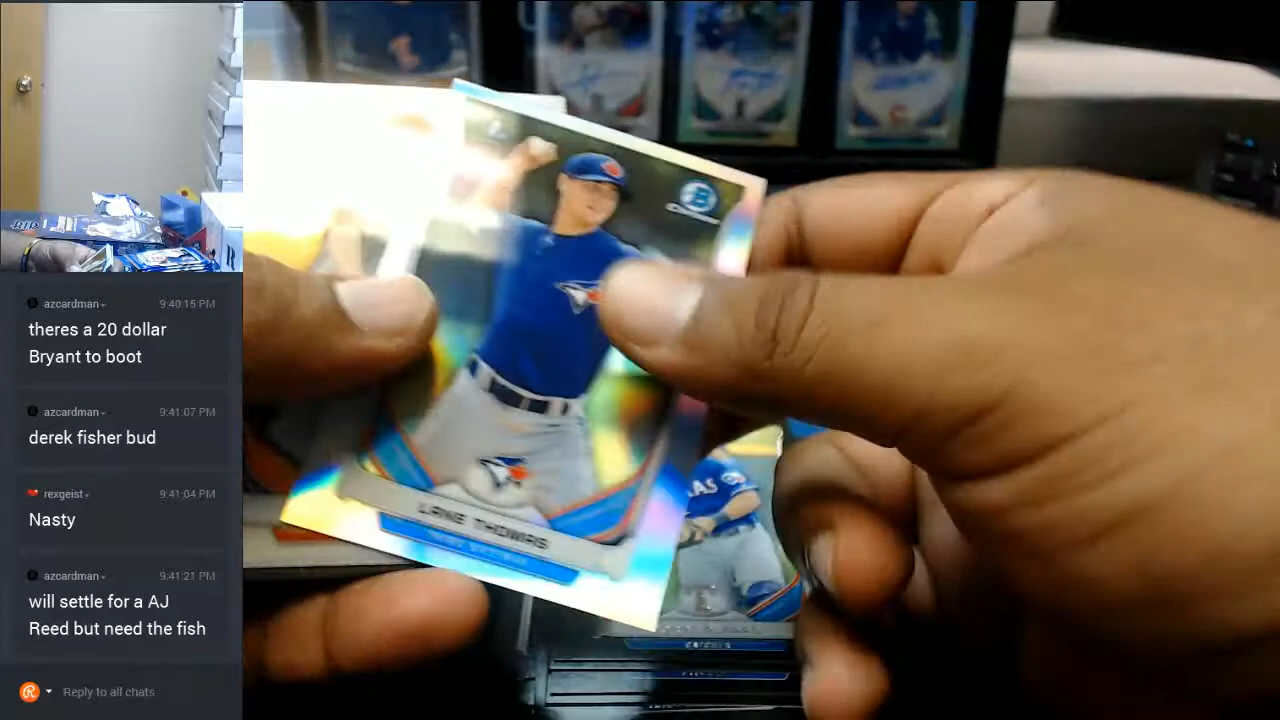 azcardman
9:40:15 PM
theres a 20 dollar
Bryant to boot
azcardman
9:41:07 PM
derek fisher bud
rexgeist
9:41:04 PM
Nasty
azcardman
9:41:21 PM
will settle for a AJ
Reed but need the fish
Reply to all chats
LANE THOMAS